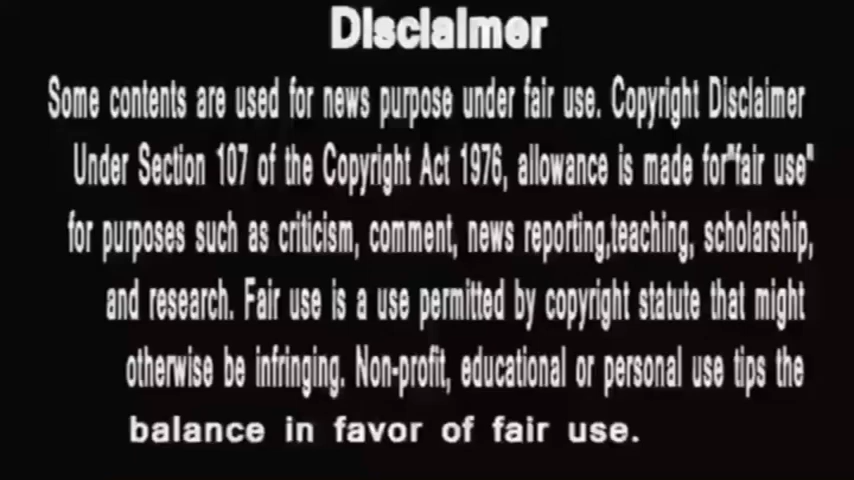 Disclaimer
Some contents are used for news purpose under fair use. Copyright Disclaimer
Under Section 107 of the Copyright Act 1976, allowance is made for"fair use"
for purposes such as criticism, comment, news reporting,teaching, scholarship,
and research. Fair use is a use permitted by copyright statute that might
otherwise be infringing. Non-profit, educational or personal use tips the
balance in favor of fair use.